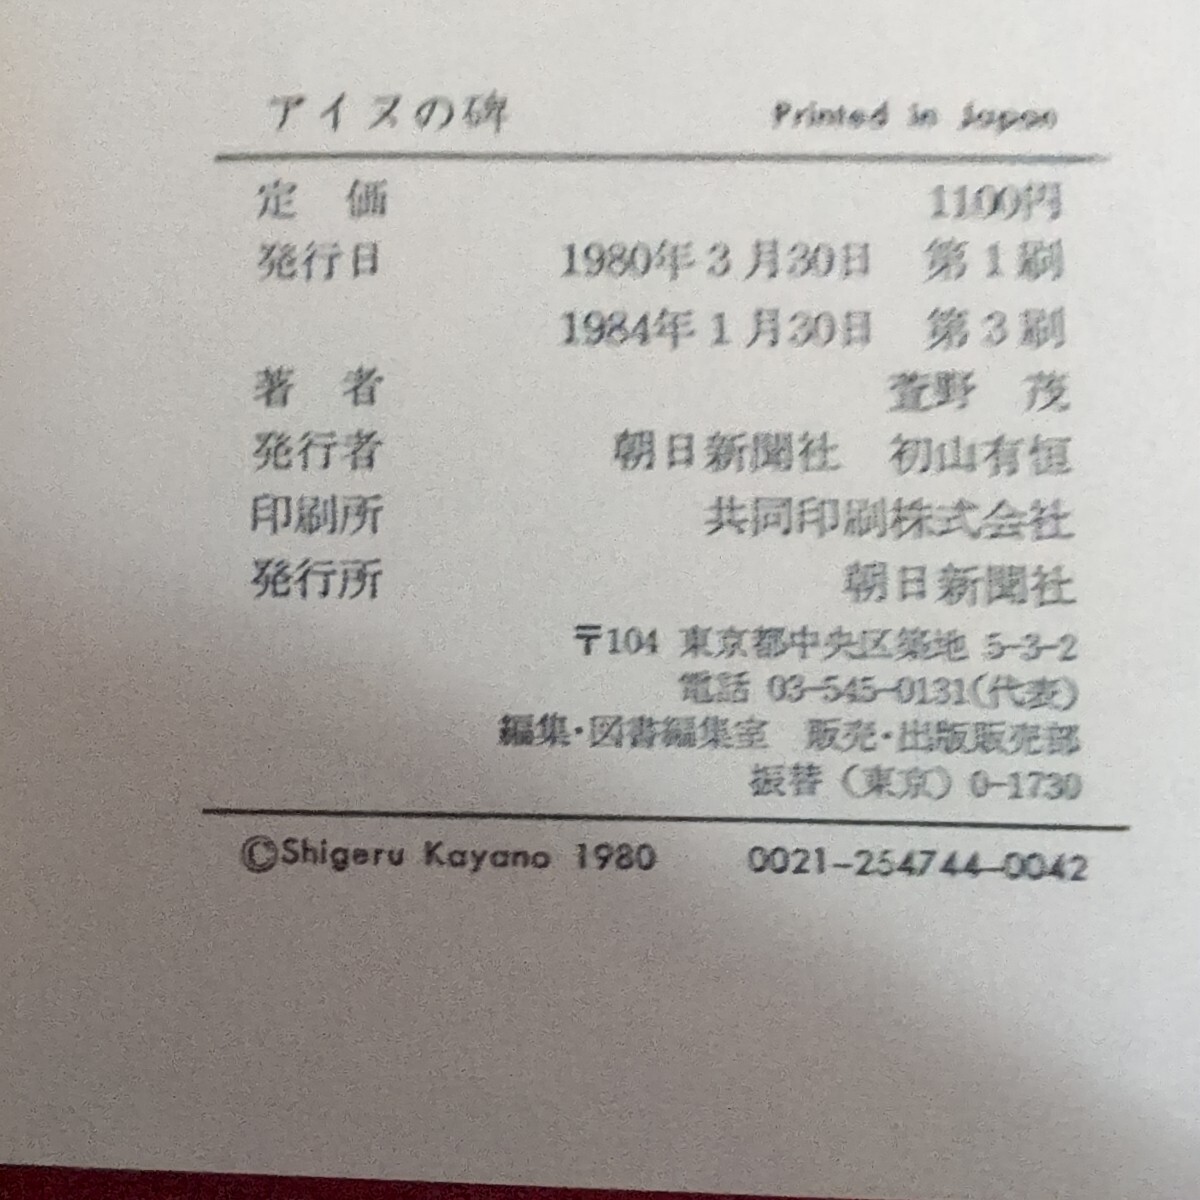 アイヌの碑 Printed in Japan
定　価 1100円
発行日 1980年3月30日 第1刷
1984年1月30日 第3刷
著　者 萱野　茂
発行者 朝日新聞社 初山有恒
印刷所 共同印刷株式会社
発行所 朝日新聞社
〒104 東京都中央区築地 5-3-2
電話 03-545-0131(代表)
編集・図書編集室 販売・出版販売部
振替（東京）0-1730
©Shigeru Kayano 1980 0021-254744-0042